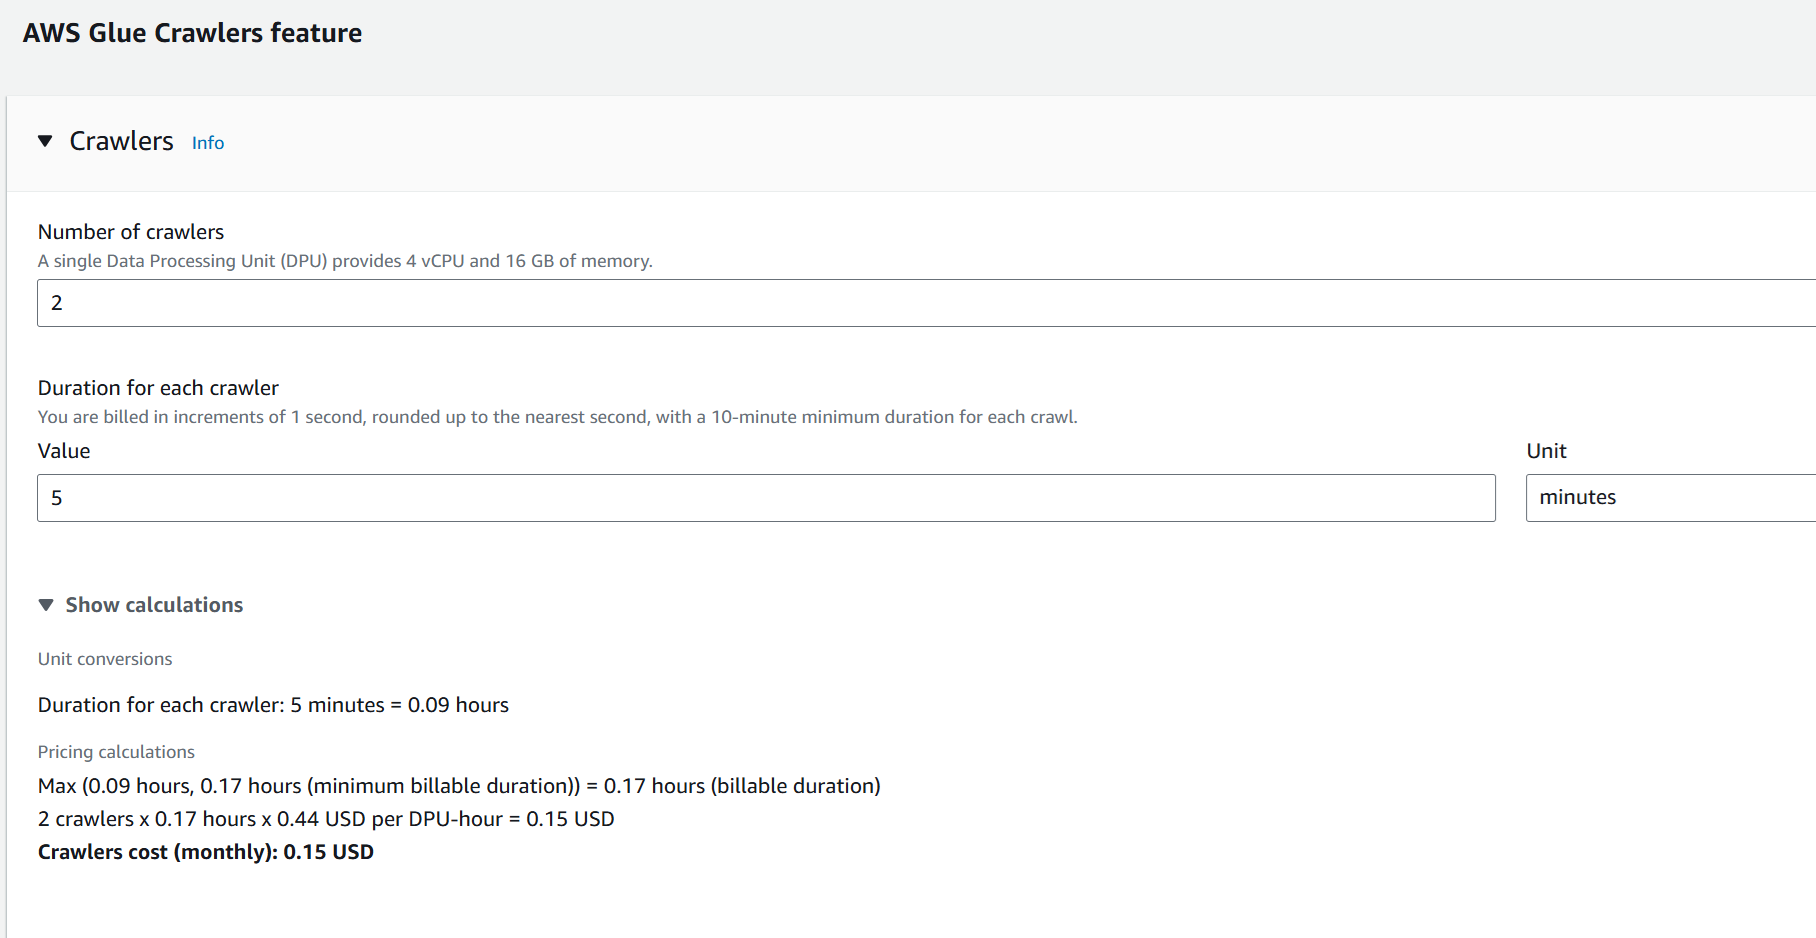 AWS Glue Crawlers feature
Crawlers Info
Number of crawlers
A single Data Processing Unit (DPU) provides 4 vCPU and 16 GB of memory.
2
Duration for each crawler
You are billed in increments of 1 second, rounded up to the nearest second, with a 10-minute minimum duration for each crawl.
Value
Unit
5
minutes
Show calculations
Unit conversions
Duration for each crawler: 5 minutes = 0.09 hours
Pricing calculations
Max (0.09 hours, 0.17 hours (minimum billable duration)) = 0.17 hours (billable duration)
2 crawlers x 0.17 hours x 0.44 USD per DPU-hour = 0.15 USD
Crawlers cost (monthly): 0.15 USD